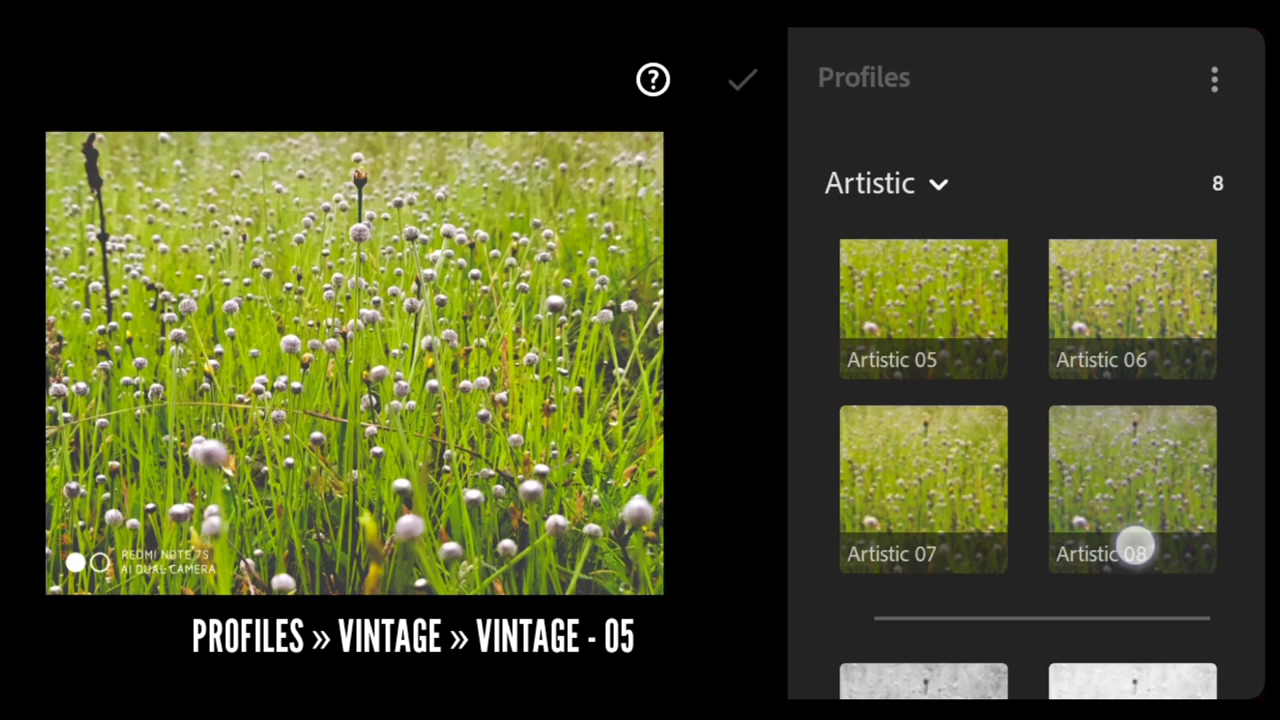 ?
Profiles
Artistic
8
Artistic 05
Artistic 06
Artistic 07
Artistic 08
REDMI NOTE 7S
AI DUAL CAMERA
PROFILES » VINTAGE » VINTAGE - 05